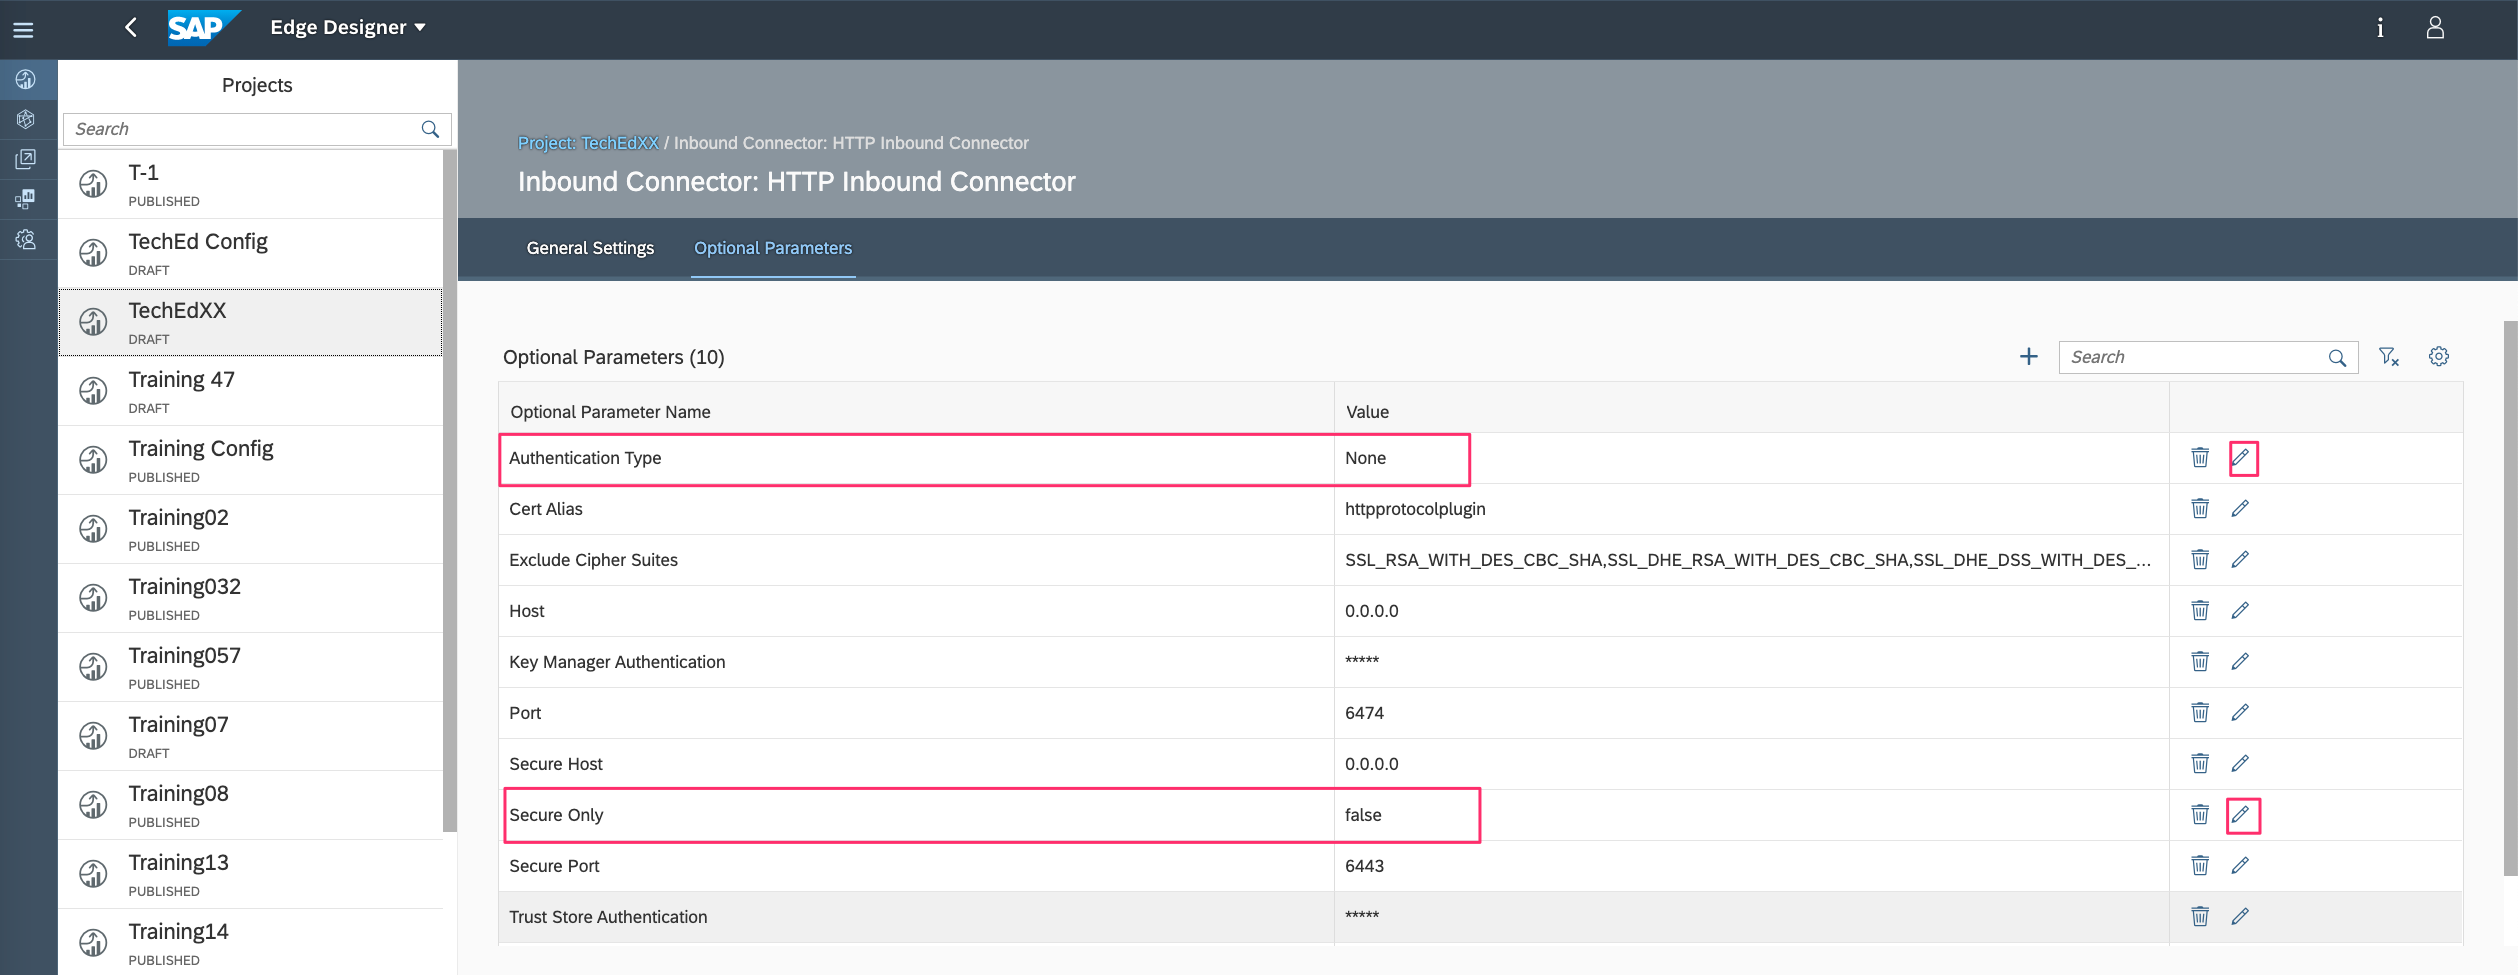 SAP
Edge Designer
i
Projects
Search
T-1
PUBLISHED
TechEd Config
DRAFT
TechEdXX
DRAFT
Training 47
DRAFT
Training Config
PUBLISHED
Training02
PUBLISHED
Training032
PUBLISHED
Training057
PUBLISHED
Training07
DRAFT
Training08
PUBLISHED
Training13
PUBLISHED
Training14
PUBLISHED
Project: TechEdXX / Inbound Connector: HTTP Inbound Connector
Inbound Connector: HTTP Inbound Connector
General Settings Optional Parameters
Optional Parameters (10)
Search
Optional Parameter Name Value
Authentication Type None
Cert Alias httpprotocolplugin
Exclude Cipher Suites SSL_RSA_WITH_DES_CBC_SHA,SSL_DHE_RSA_WITH_DES_CBC_SHA,SSL_DHE_DSS_WITH_DES_...
Host 0.0.0.0
Key Manager Authentication *****
Port 6474
Secure Host 0.0.0.0
Secure Only false
Secure Port 6443
Trust Store Authentication *****